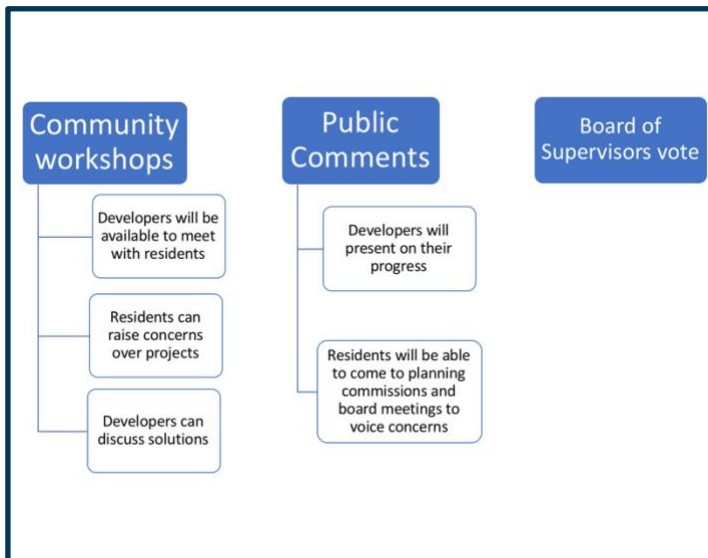 Community
workshops
Developers will be
available to meet
with residents
Residents can
raise concerns
over projects
Developers can
discuss solutions
Public
Comments
Developers will
present on their
progress
Residents will be able
to come to planning
commissions and
board meetings to
voice concerns
Board of
Supervisors vote